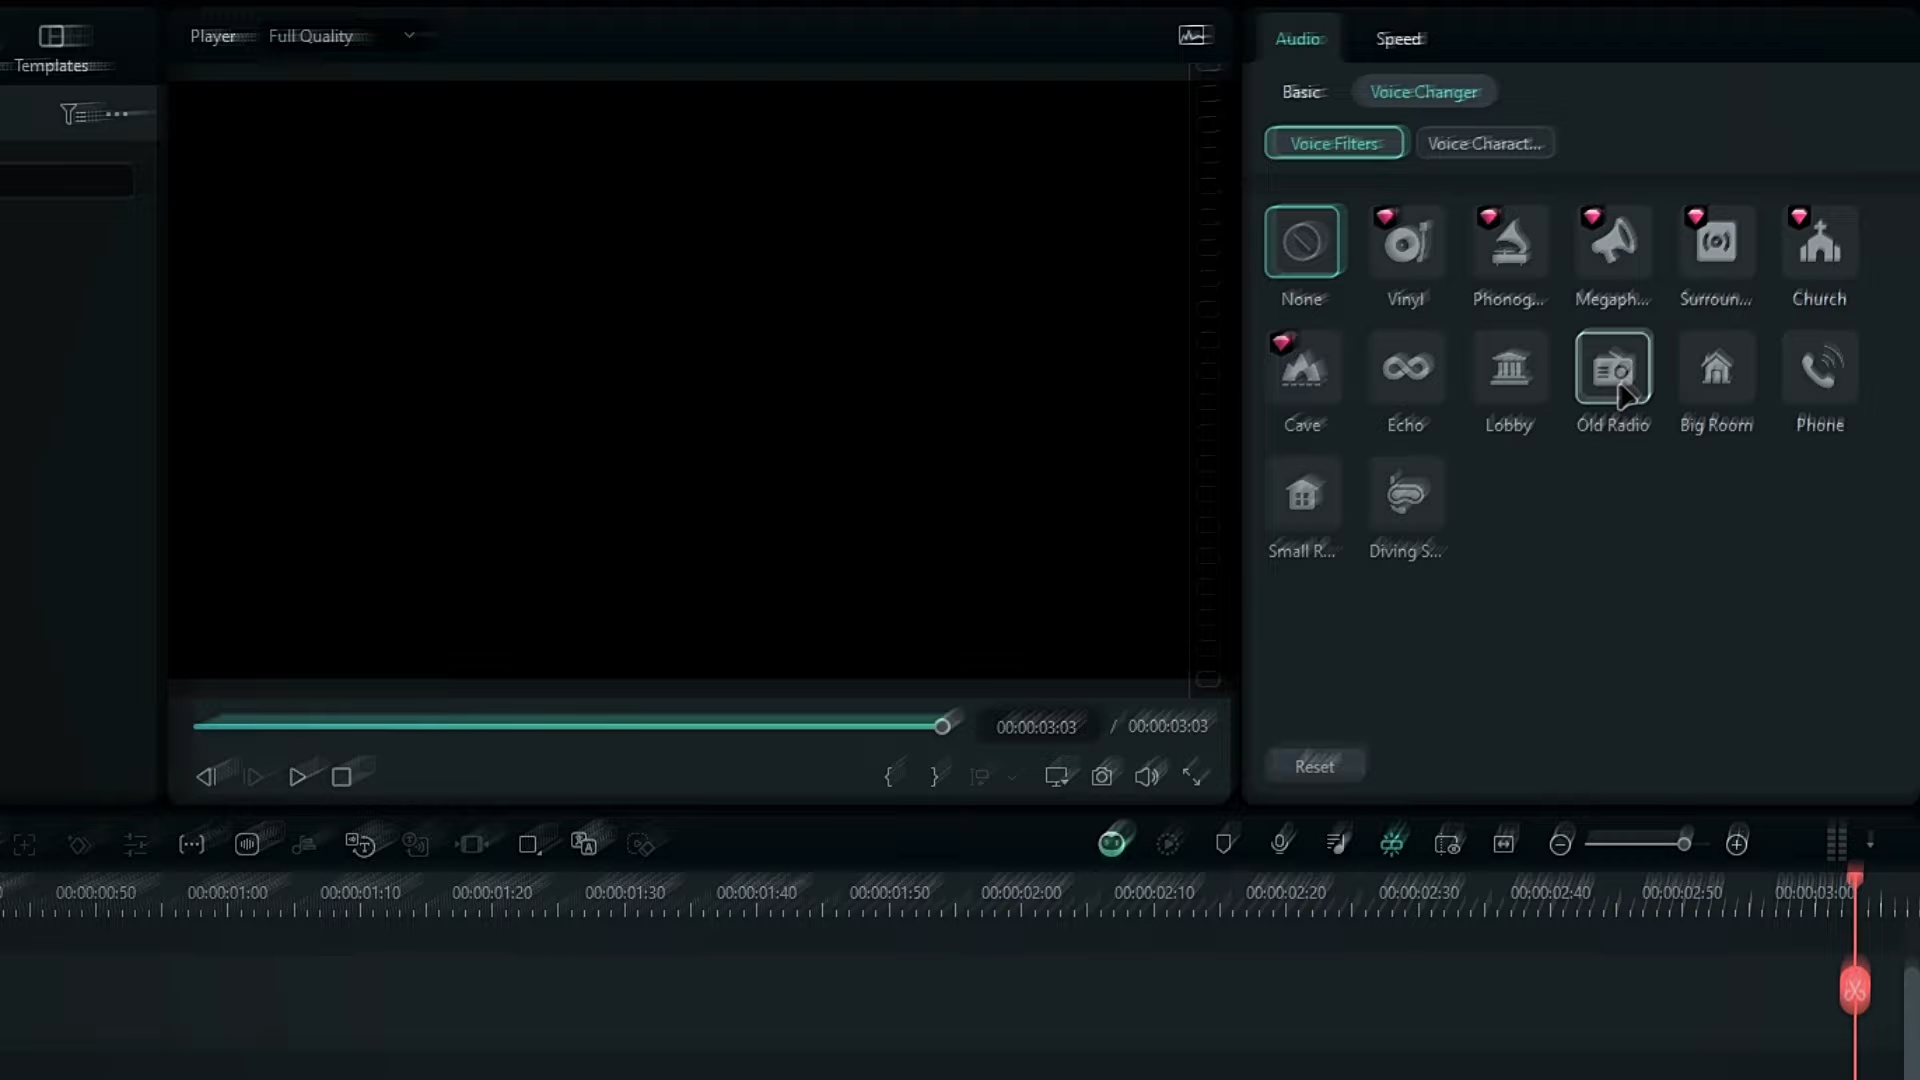 Templates
Player Full Quality
Audio Speed
Basic Voice Changer
Voice Filters Voice Charact...
None Vinyl Phonog... Megaph... Surroun... Church
Cave Echo Lobby Old Radio Big Room Phone
Small R... Diving S...
Reset
00:00:03:03 / 00:00:03:03
00:00:00:50 00:00:01:00 00:00:01:10 00:00:01:20 00:00:01:30 00:00:01:40 00:00:01:50 00:00:02:00 00:00:02:10 00:00:02:20 00:00:02:30 00:00:02:40 00:00:02:50 00:00:03:00